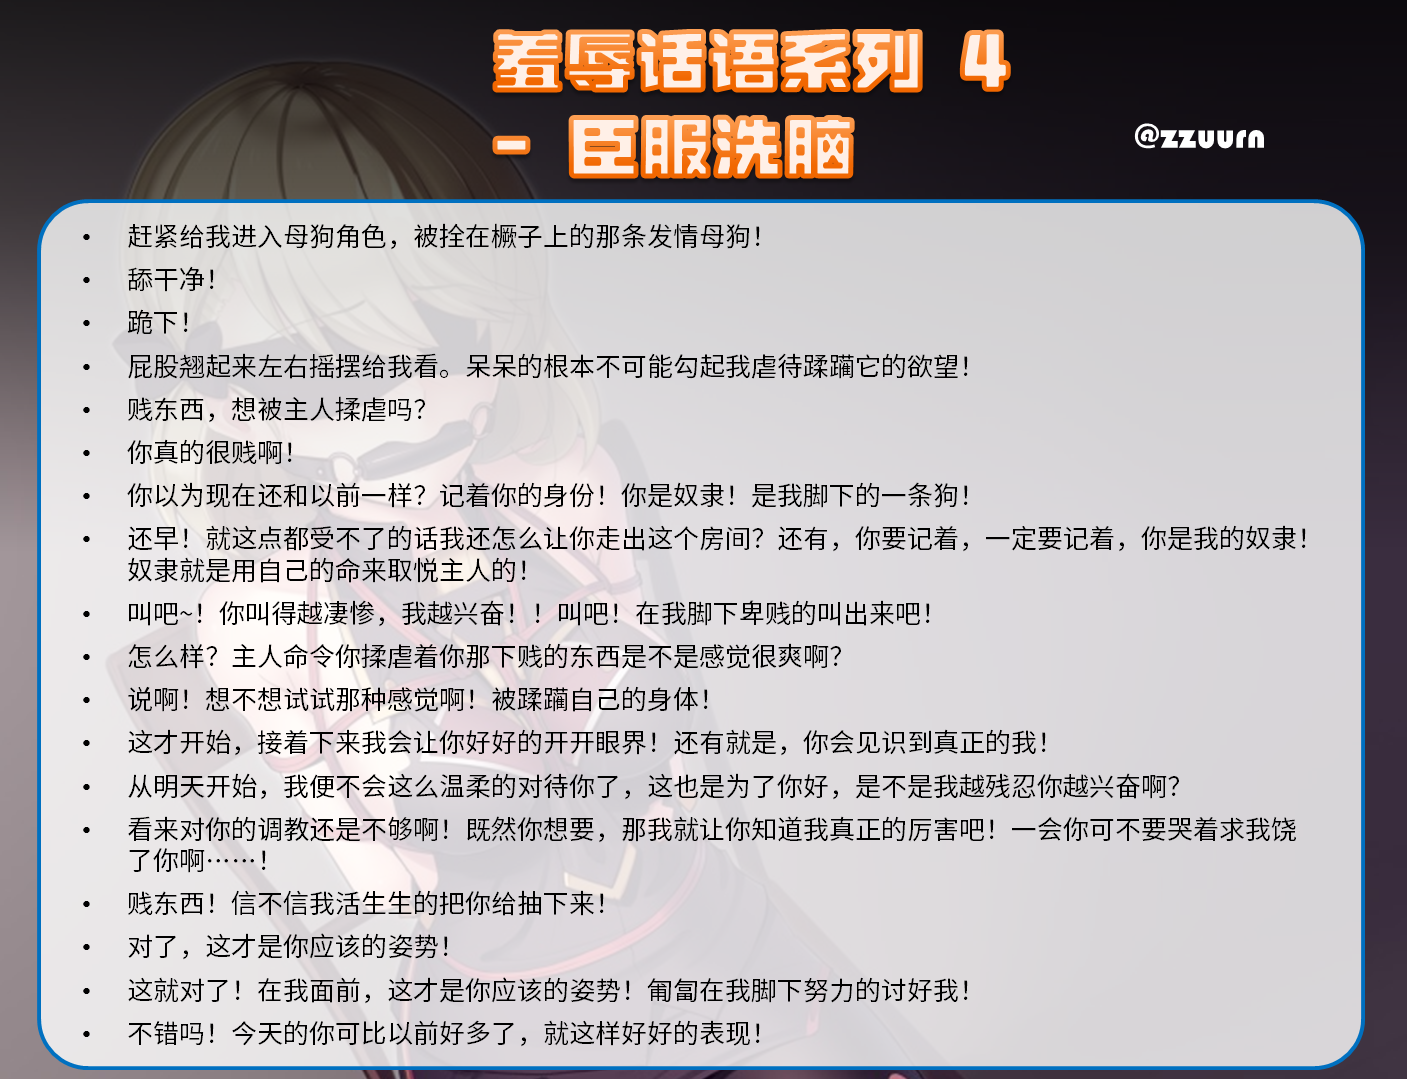 羞辱话语系列 4
- 臣服洗脑
@zzuurn
• 赶紧给我进入母狗角色，被拴在橛子上的那条发情母狗！
• 舔干净！
• 跪下！
• 屁股翘起来左右摇摆给我看。呆呆的根本不可能勾起我虐待蹂躏它的欲望！
• 贱东西，想被主人揉虐吗？
• 你真的很贱啊！
• 你以为现在还和以前一样？记着你的身份！你是奴隶！是我脚下的一条狗！
• 还早！就这点都受不了的话我还怎么让你走出这个房间？还有，你要记着，一定要记着，你是我的奴隶！
奴隶就是用自己的命来取悦主人的！
• 叫吧~！你叫得越凄惨，我越兴奋！！叫吧！在我脚下卑贱的叫出来吧！
• 怎么样？主人命令你揉虐着你那下贱的东西是不是感觉很爽啊？
• 说啊！想不想试试那种感觉啊！被蹂躏自己的身体！
• 这才开始，接着下来我会让你好好的开开眼界！还有就是，你会见识到真正的我！
• 从明天开始，我便不会这么温柔的对待你了，这也是为了你好，是不是我越残忍你越兴奋啊？
• 看来对你的调教还是不够啊！既然你想要，那我就让你知道我真正的厉害吧！一会你可不要哭着求我饶
了你啊……！
• 贱东西！信不信我活生生的把你给抽下来！
• 对了，这才是你应该的姿势！
• 这就对了！在我面前，这才是你应该的姿势！匍匐在我脚下努力的讨好我！
• 不错吗！今天的你可比以前好多了，就这样好好的表现！